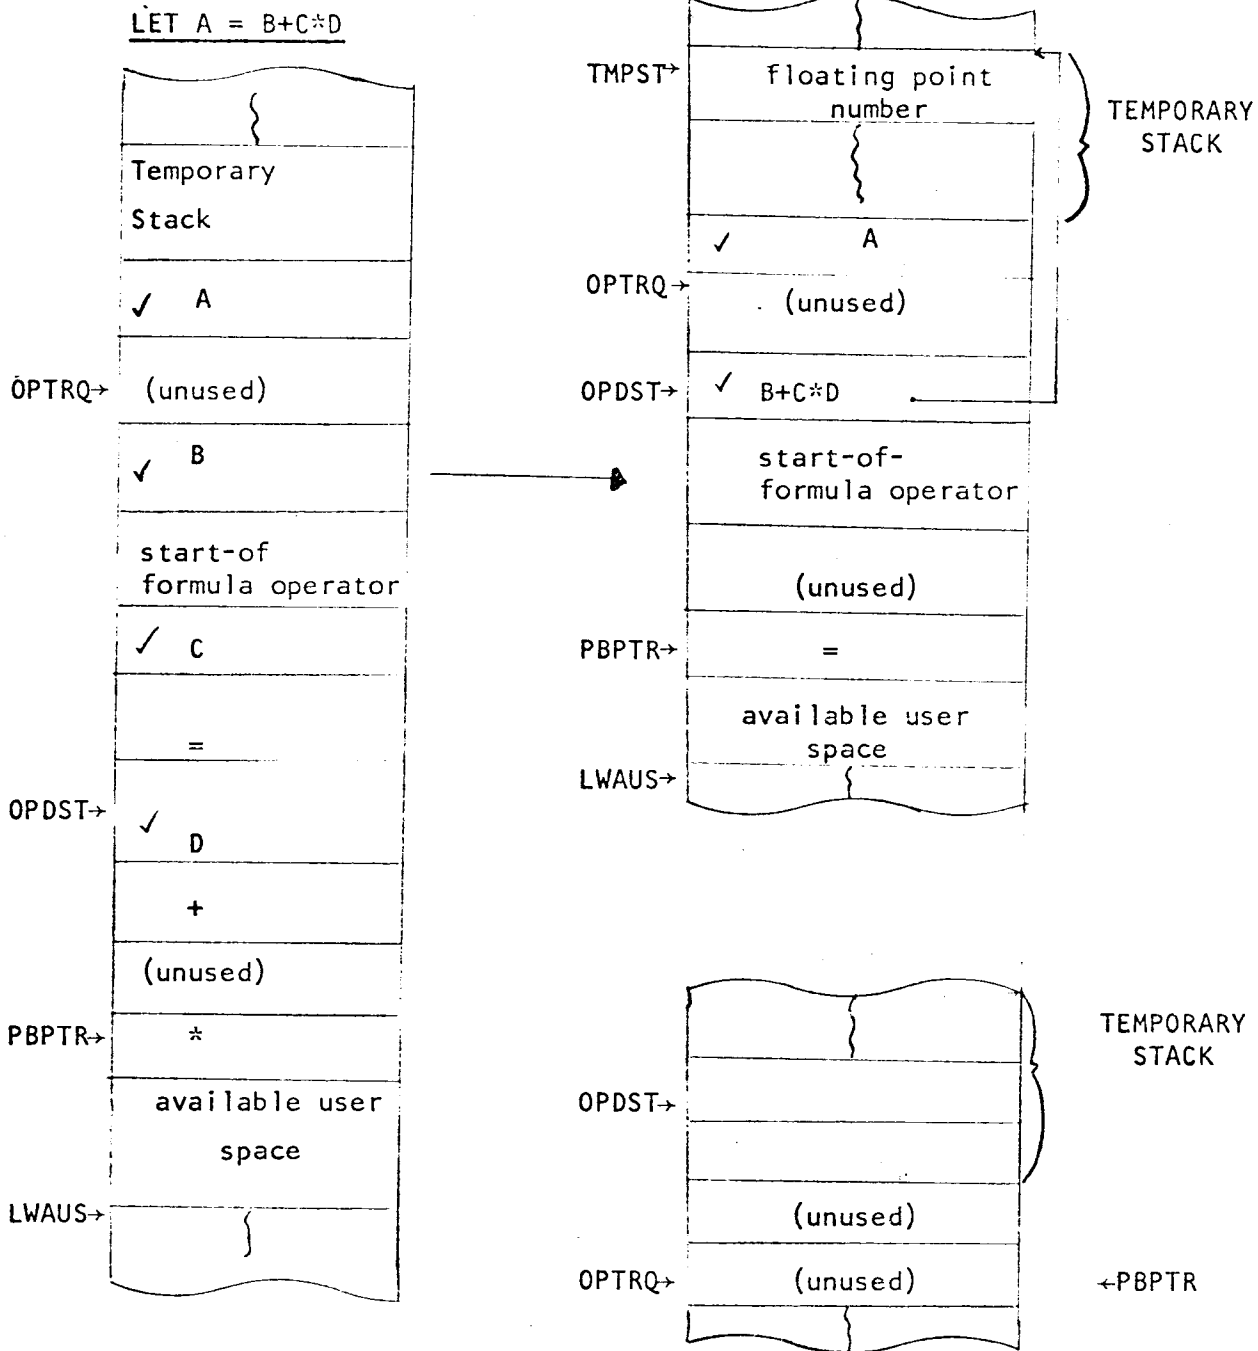 LET A = B+C*D
Temporary
Stack
✓ A
OPTRQ→ (unused)
✓ B
start-of
formula operator
✓ C
=
OPDST→ ✓ D
+
(unused)
PBPTR→ *
available user
space
LWAUS→
TMPST→ floating point
number
TEMPORARY
STACK
✓ A
OPTRQ→ (unused)
OPDST→ ✓ B+C*D
start-of-
formula operator
(unused)
PBPTR→ =
available user
space
LWAUS→
TEMPORARY
STACK
OPDST→
(unused)
OPTRQ→ (unused) ←PBPTR